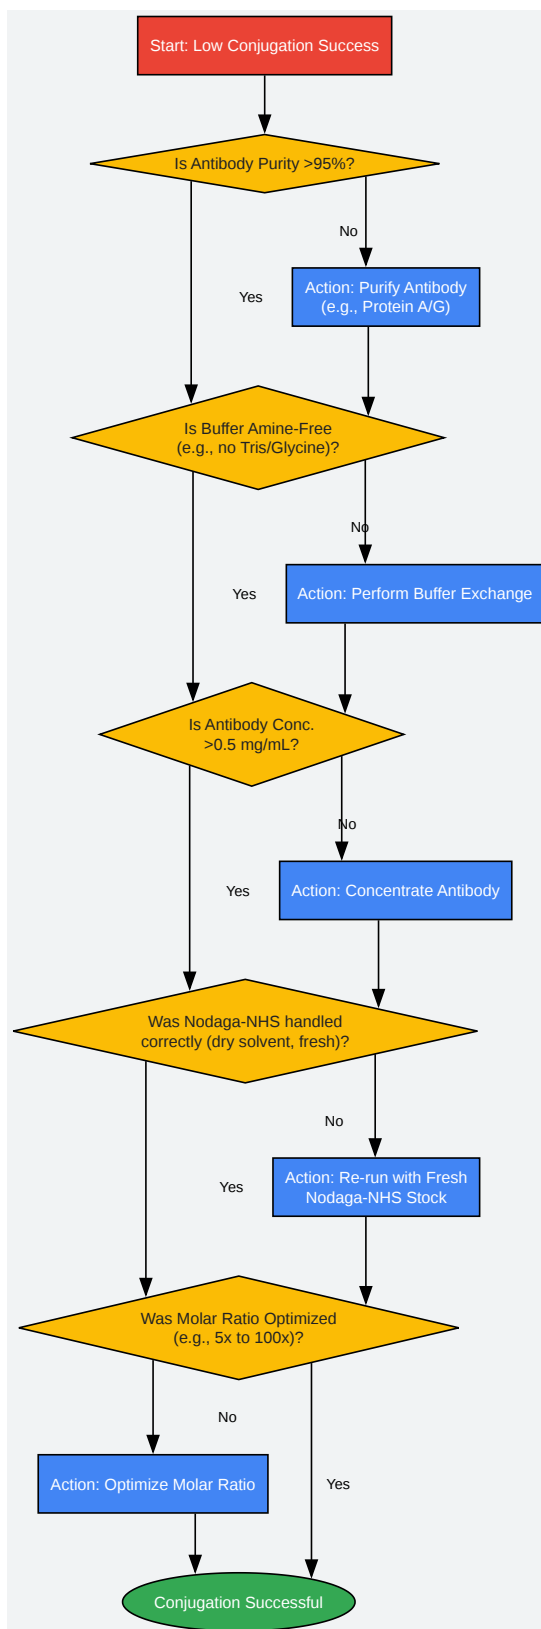 Start: Low Conjugation Success
Is Antibody Purity >95%?
No
Action: Purify Antibody
(e.g., Protein A/G)
Yes
Is Buffer Amine-Free
(e.g., no Tris/Glycine)?
No
Action: Perform Buffer Exchange
Yes
Is Antibody Conc.
>0.5 mg/mL?
No
Action: Concentrate Antibody
Yes
Was Nodaga-NHS handled
correctly (dry solvent, fresh)?
No
Action: Re-run with Fresh
Nodaga-NHS Stock
Yes
Was Molar Ratio Optimized
(e.g., 5x to 100x)?
No
Action: Optimize Molar Ratio
Yes
Conjugation Successful